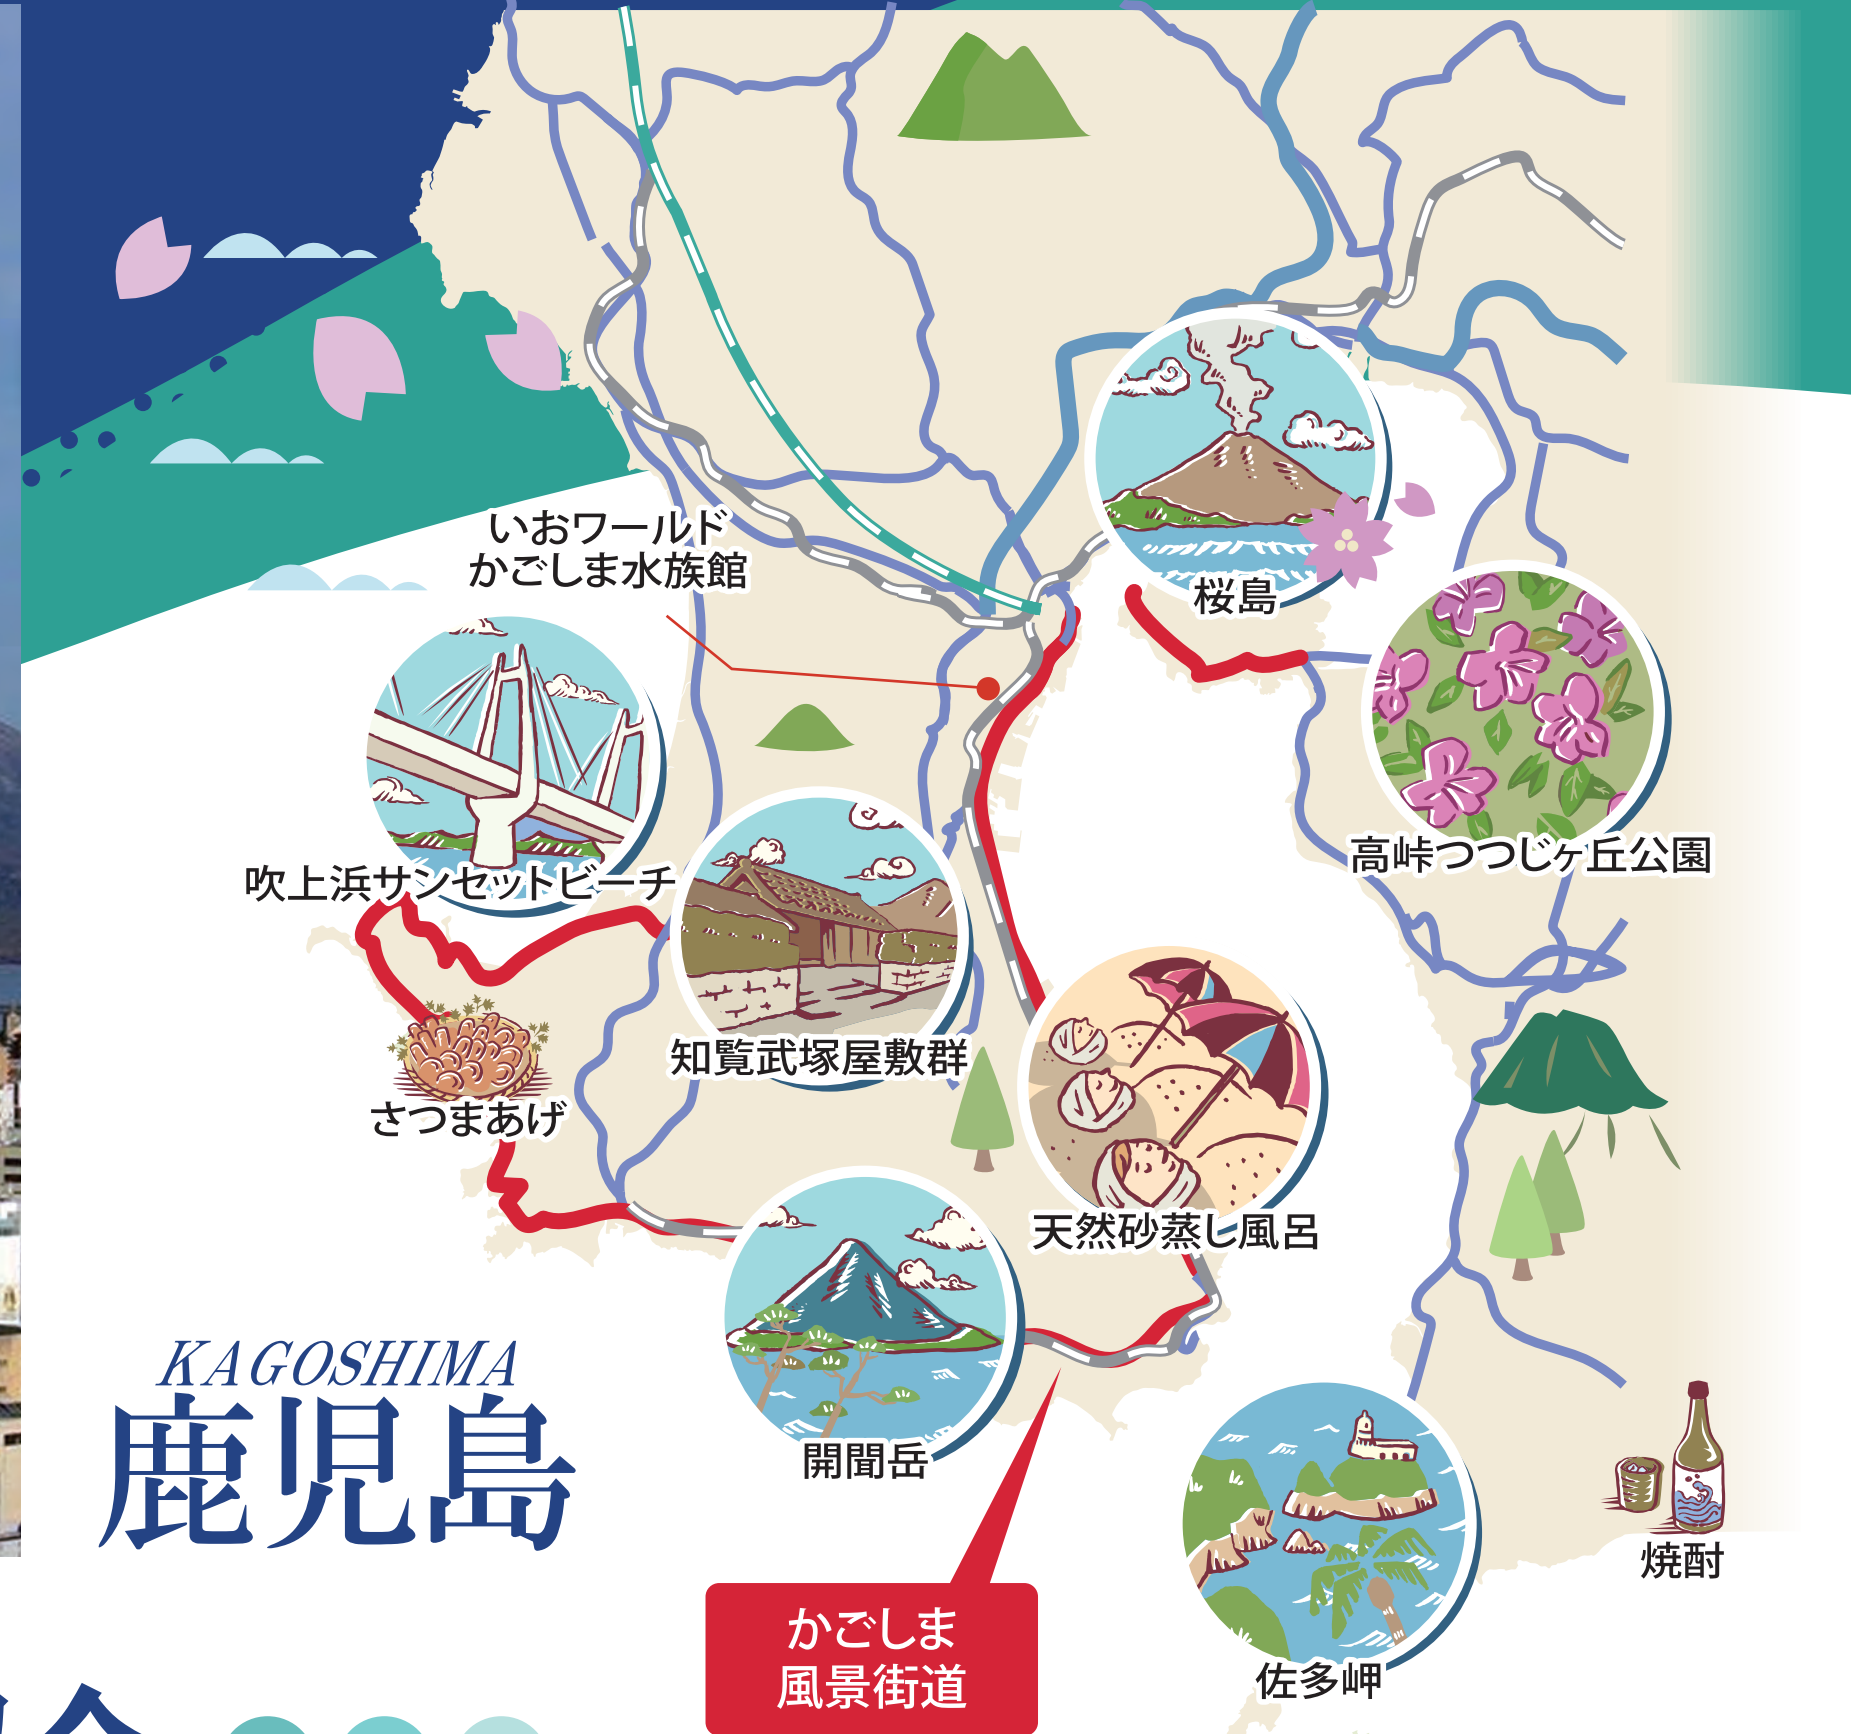 いおワールド
かごしま水族館
桜島
高峠つつじヶ丘公園
吹上浜サンセットビーチ
知覧武塚屋敷群
さつまあげ
天然砂蒸し風呂
開聞岳
KAGOSHIMA
鹿児島
焼酎
かごしま
風景街道
佐多岬